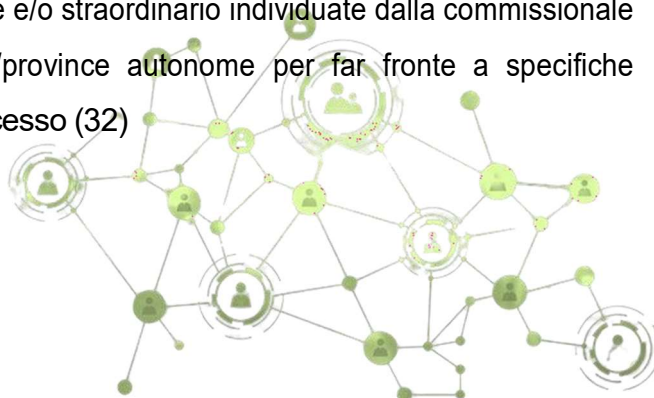 e e/o straordinario individuate dalla commissionale
/province autonome per far fronte a specifiche
cesso (32)